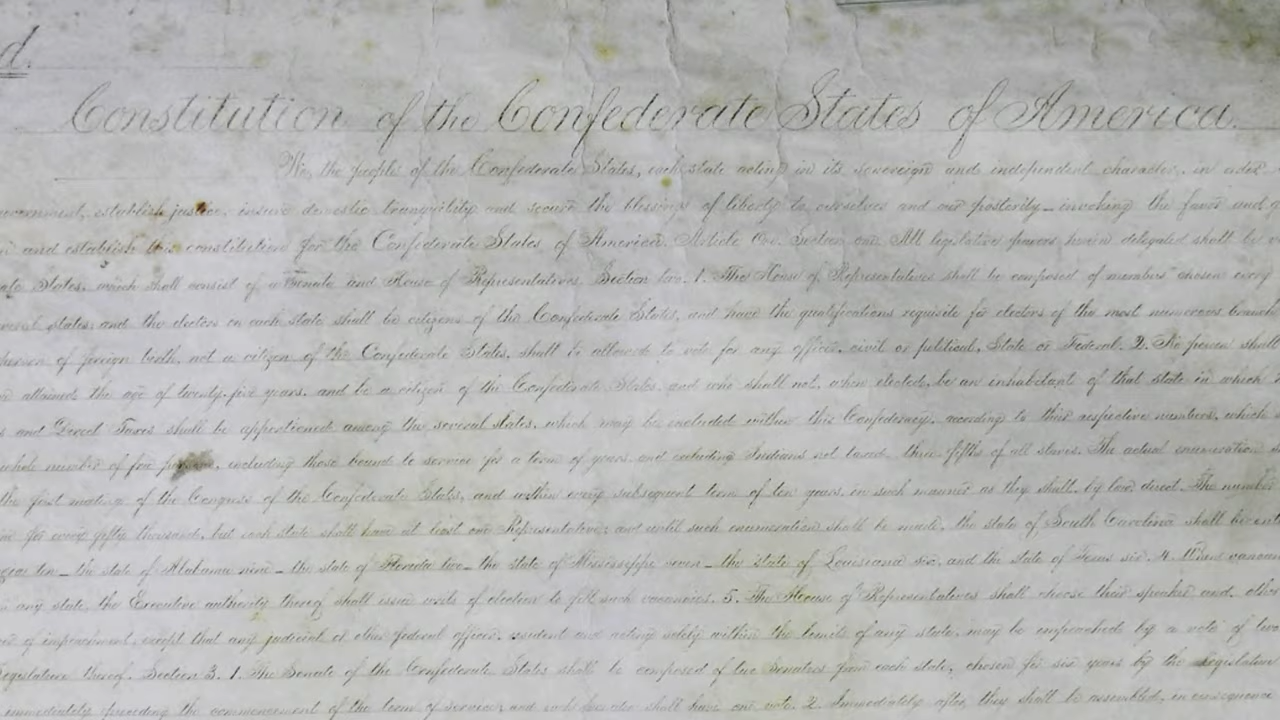 d.
Constitution of the Confederate States of America.
We, the people of the Confederate States, each state acting in its sovereign and independent character, in order
government, establish justice, insure domestic tranquility and secure the blessings of liberty to ourselves and our posterity - invoking the favor and
and establish this constitution for the Confederate States of America. Article One. Section one. All legislative powers herein delegated shall be
States, which shall consist of a Senate and House of Representatives. Section two - 1. The House of Representatives shall be composed of members chosen every
several states; and the electors in each state shall be citizens of the Confederate States, and have the qualifications requisite for electors of the most numerous branch
person of foreign birth, not a citizen of the Confederate States, shall be allowed to vote for any officer, civil or political, State or Federal. 2. No person shall
attained the age of twenty-five years, and be a citizen of the Confederate States, and who shall not, when elected, be an inhabitant of that state in which
and Direct Taxes shall be apportioned among the several states, which may be included within this Confederacy, according to their respective numbers, which
whole number of free persons, including those bound to service for a term of years, and excluding Indians not taxed, three fifths of all slaves. The actual enumeration
the first meeting of the Congress of the Confederate States, and within every subsequent term of ten years, in such manner as they shall, by law, direct. The number
for every fifty thousand, but each state shall have at least one Representative; and until such enumeration shall be made, the state of South Carolina shall be
ten - the state of Alabama nine - the state of Florida two - the state of Mississippi seven - the state of Louisiana six, and the state of Texas six. 4. When
in any state, the Executive authority thereof shall issue writs of election to fill such vacancies. 5. The House of Representatives shall choose their speaker and other
of impeachment, except that any judicial or other federal officer, resident and acting solely within the limits of any state, may be impeached by a vote of two
Legislature thereof. Section 3. 1. The Senate of the Confederate States shall be composed of two Senators from each state, chosen for six years by the Legislature
immediately preceding the commencement of the term of service; and each Senator shall have one vote. 2. Immediately after they shall be assembled, in consequence